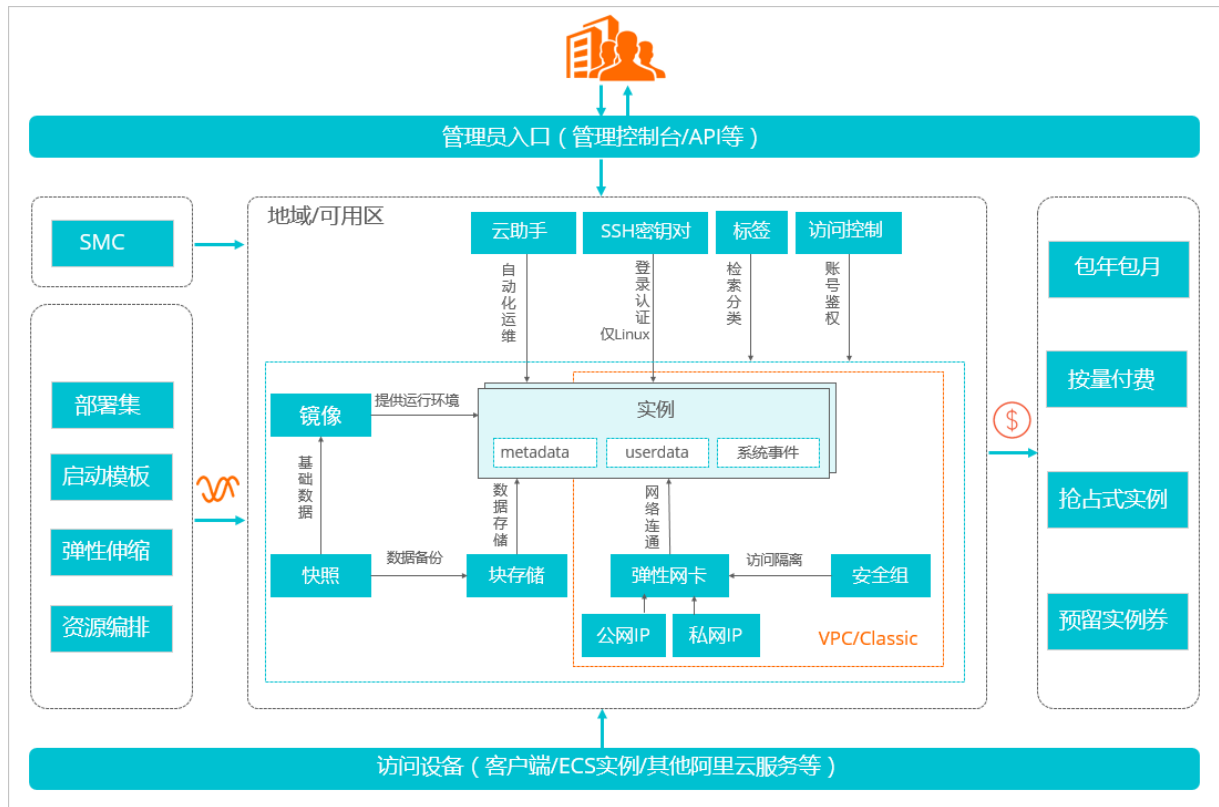 管理员入口（管理控制台/API等）
SMC
部署集
启动模板
弹性伸缩
资源编排
地域/可用区
云助手
SSH密钥对
标签
访问控制
自动化运维
登录认证
仅Linux
检索分类
账号鉴权
镜像
提供运行环境
实例
metadata
userdata
系统事件
基础数据
数据存储
网络连通
快照
数据备份
块存储
弹性网卡
访问隔离
安全组
公网IP
私网IP
VPC/Classic
$
包年包月
按量付费
抢占式实例
预留实例券
访问设备（客户端/ECS实例/其他阿里云服务等）